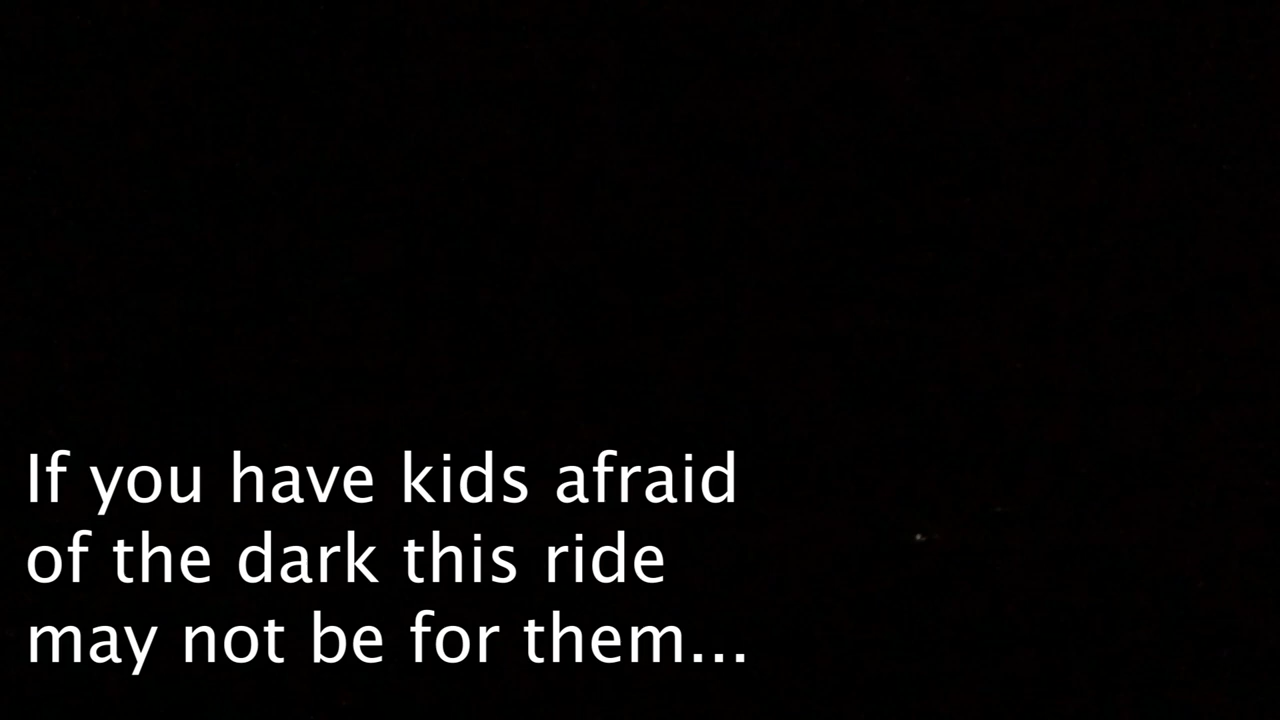 If you have kids afraid
of the dark this ride
may not be for them...